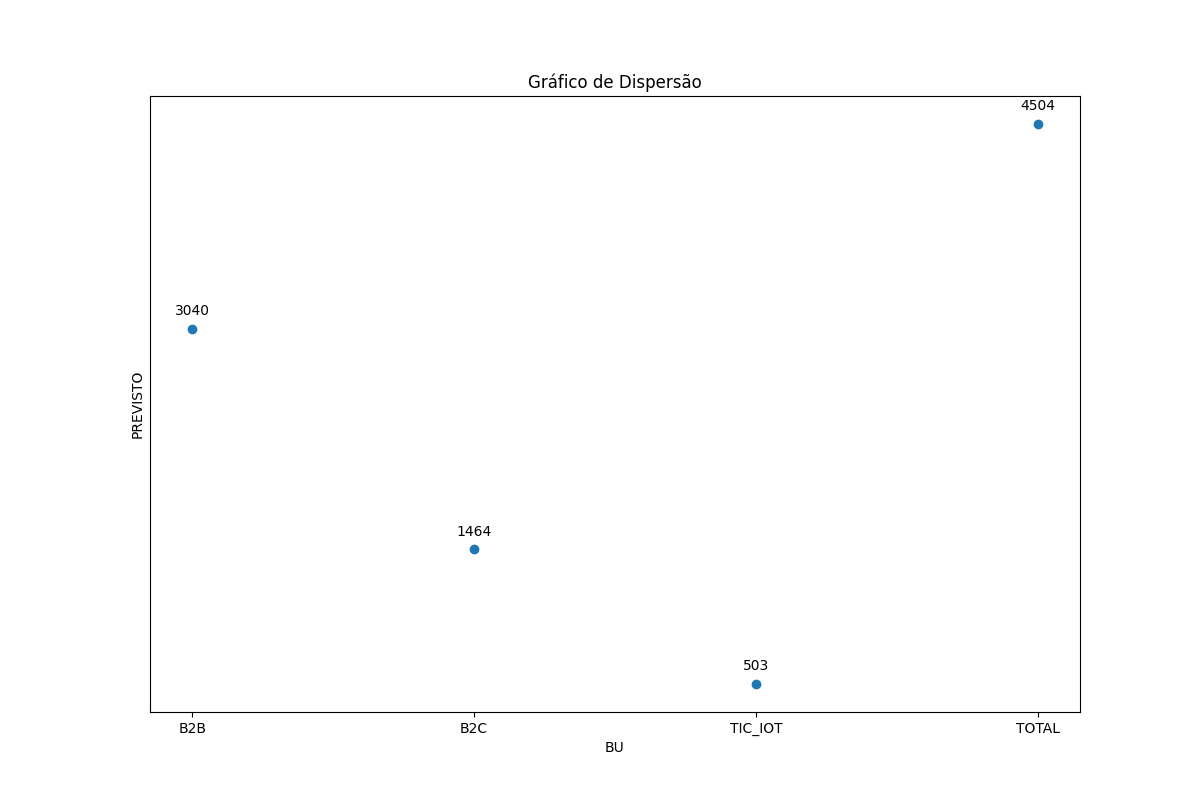 Gráfico de Dispersão
4504
3040
1464
503
PREVISTO
B2B
B2C
TIC_IOT
TOTAL
BU